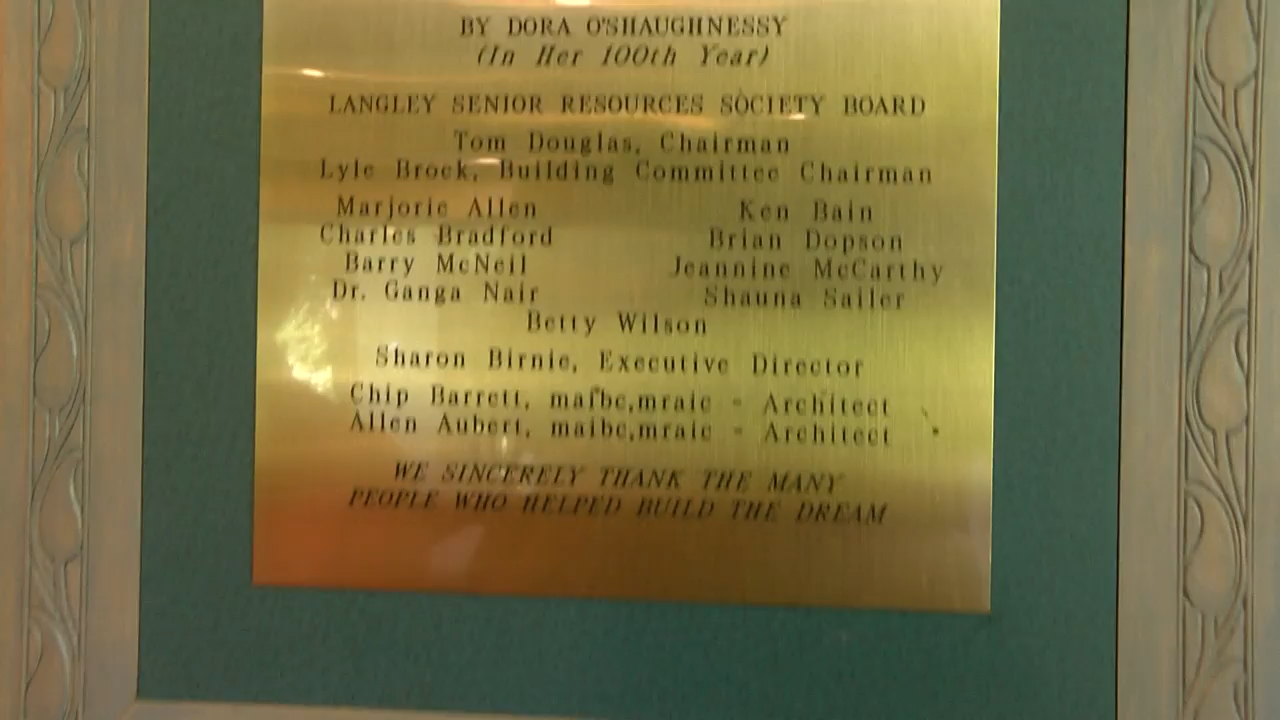 BY DORA O'SHAUGHNESSY
(In Her 100th Year)
LANGLEY SENIOR RESOURCES SOCIETY BOARD
Tom Douglas, Chairman
Lyle Brock, Building Committee Chairman
Marjorie Allen Ken Bain
Charles Bradford Brian Dopson
Barry McNeil Jeannine McCarthy
Dr. Ganga Nair Shauna Sailer
Betty Wilson
Sharon Birnie, Executive Director
Chip Barrett, maibc,mraic - Architect
Allen Aubert, maibc,mraic - Architect
WE SINCERELY THANK THE MANY
PEOPLE WHO HELPED BUILD THE DREAM